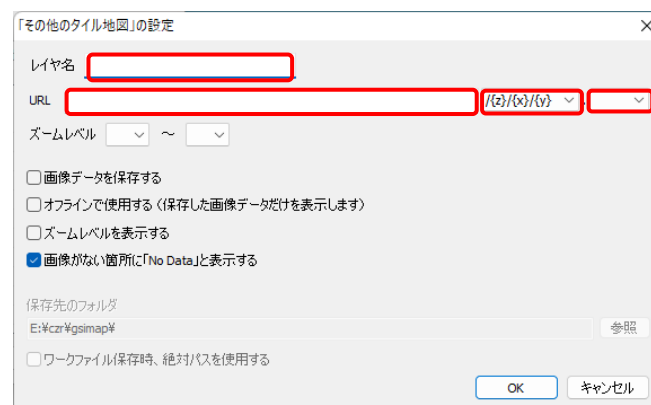 「その他のタイル地図」の設定
レイヤ名
URL /{z}/{x}/{y} .
ズームレベル ～
画像データを保存する
オフラインで使用する（保存した画像データだけを表示します）
ズームレベルを表示する
画像がない箇所に「No Data」と表示する
保存先のフォルダ
E:¥czr¥gsimap¥ 参照
ワークファイル保存時、絶対パスを使用する
OK キャンセル